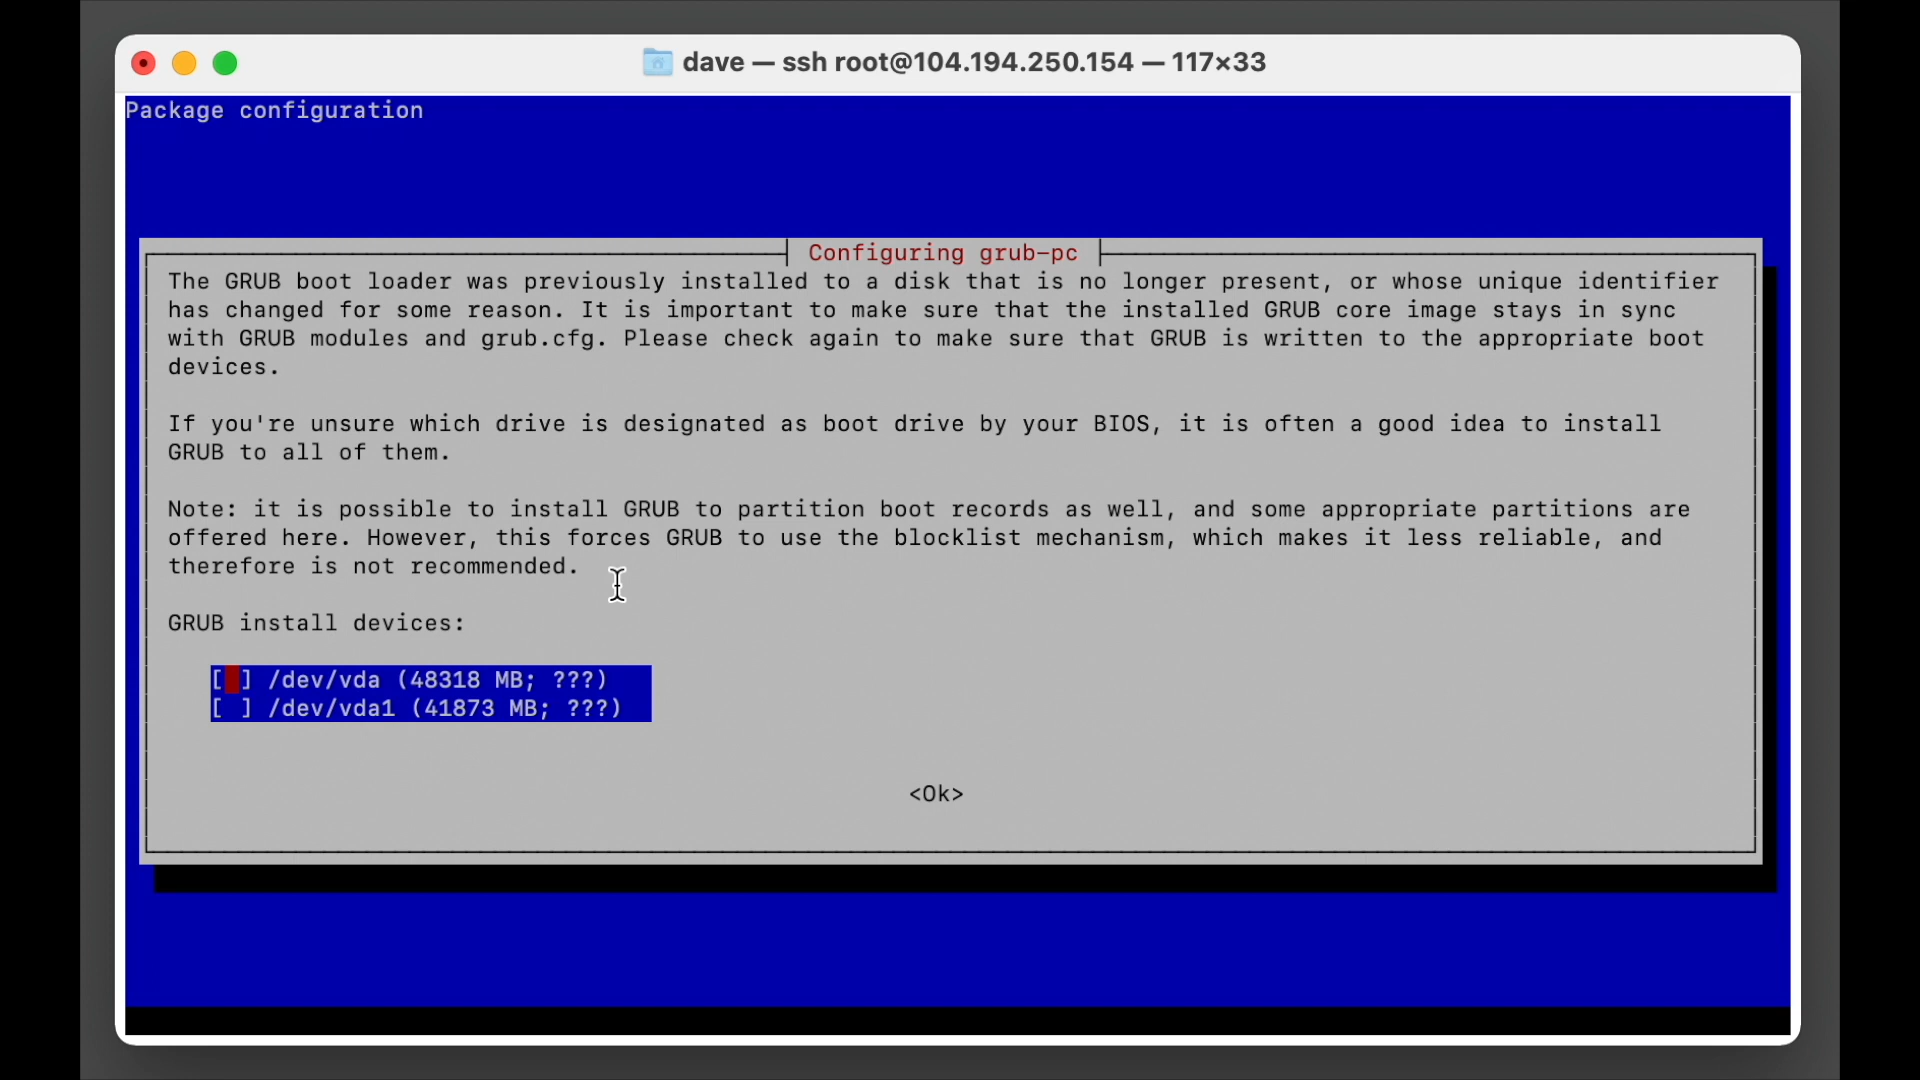 dave — ssh root@104.194.250.154 — 117×33
Package configuration
Configuring grub-pc
The GRUB boot loader was previously installed to a disk that is no longer present, or whose unique identifier
has changed for some reason. It is important to make sure that the installed GRUB core image stays in sync
with GRUB modules and grub.cfg. Please check again to make sure that GRUB is written to the appropriate boot
devices.
If you're unsure which drive is designated as boot drive by your BIOS, it is often a good idea to install
GRUB to all of them.
Note: it is possible to install GRUB to partition boot records as well, and some appropriate partitions are
offered here. However, this forces GRUB to use the blocklist mechanism, which makes it less reliable, and
therefore is not recommended.
GRUB install devices:
[ ] /dev/vda (48318 MB; ???)
[ ] /dev/vda1 (41873 MB; ???)
<Ok>